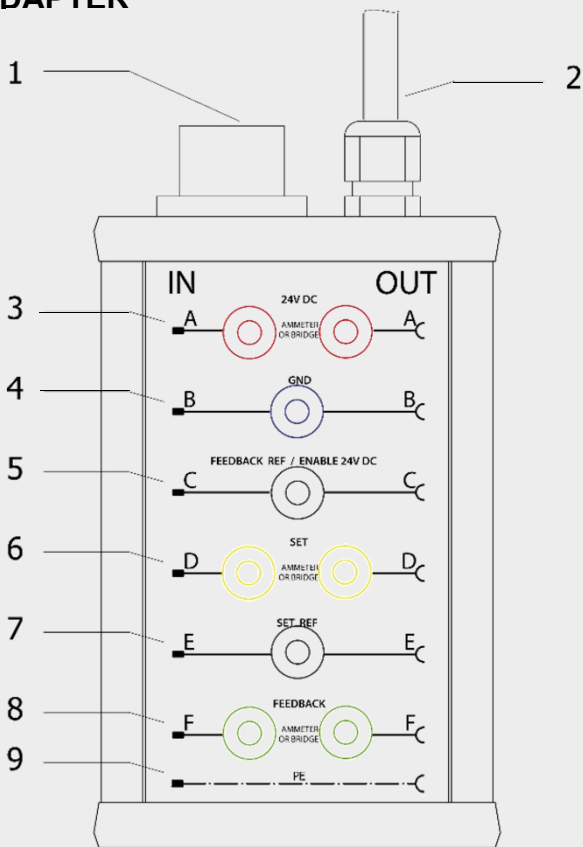 DAPTER
1
2
IN OUT
24V DC
3 A AMMETER OR BRIDGE A
GND
4 B B
FEEDBACK REF / ENABLE 24V DC
5 C C
SET
6 D AMMETER OR BRIDGE D
SET REF
7 E E
FEEDBACK
8 F AMMETER OR BRIDGE F
9 PE